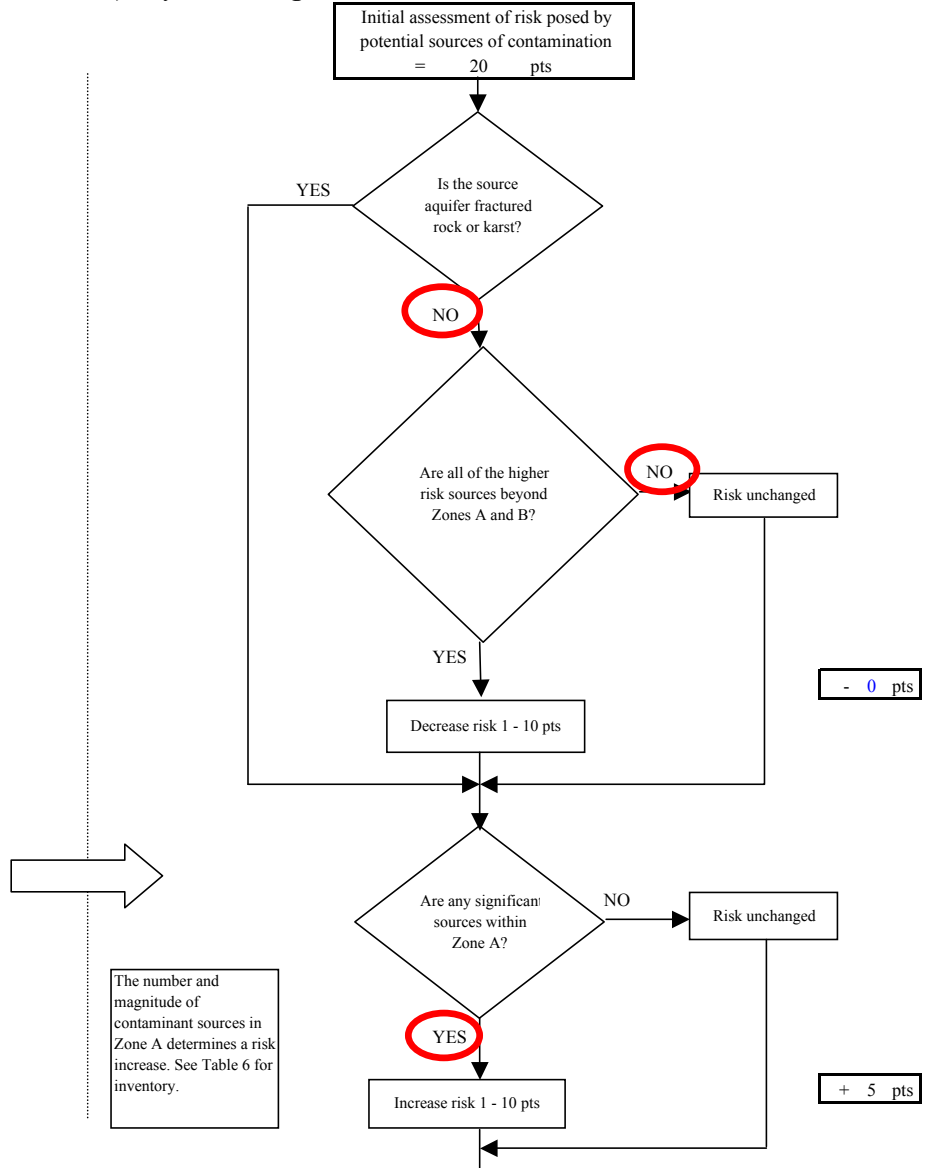 Initial assessment of risk posed by
potential sources of contamination
= 20 pts
YES
Is the source
aquifer fractured
rock or karst?
NO
Are all of the higher
risk sources beyond
Zones A and B?
NO
Risk unchanged
YES
- 0 pts
Decrease risk 1 - 10 pts
Are any significant
sources within
Zone A?
NO
Risk unchanged
The number and
magnitude of
contaminant sources in
Zone A determines a risk
increase. See Table 6 for
inventory.
YES
+ 5 pts
Increase risk 1 - 10 pts